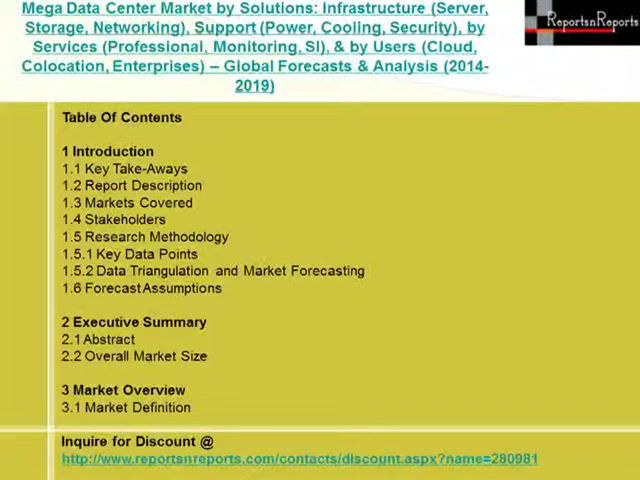 Mega Data Center Market by Solutions: Infrastructure (Server,
Storage, Networking), Support (Power, Cooling, Security), by
Services (Professional, Monitoring, SI), & by Users (Cloud,
Colocation, Enterprises) – Global Forecasts & Analysis (2014-
2019)
ReportsnReports
Table Of Contents
1 Introduction
1.1 Key Take-Aways
1.2 Report Description
1.3 Markets Covered
1.4 Stakeholders
1.5 Research Methodology
1.5.1 Key Data Points
1.5.2 Data Triangulation and Market Forecasting
1.6 Forecast Assumptions
2 Executive Summary
2.1 Abstract
2.2 Overall Market Size
3 Market Overview
3.1 Market Definition
Inquire for Discount @
http://www.reportsnreports.com/contacts/discount.aspx?name=280981